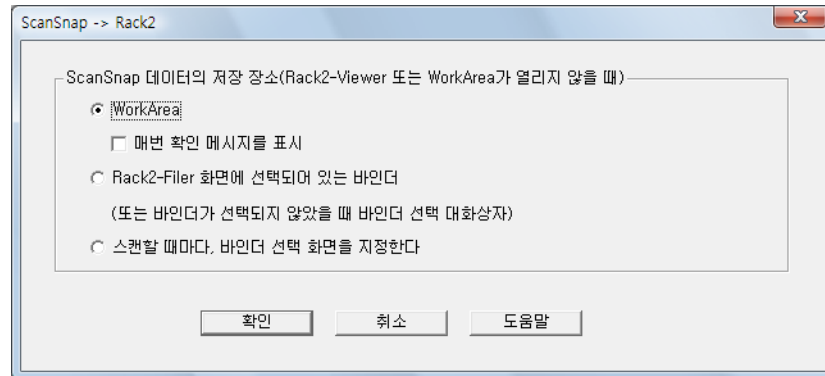 ScanSnap -> Rack2
ScanSnap 데이터의 저장 장소(Rack2-Viewer 또는 WorkArea가 열리지 않을 때)
WorkArea
매번 확인 메시지를 표시
Rack2-Filer 화면에 선택되어 있는 바인더
(또는 바인더가 선택되지 않았을 때 바인더 선택 대화상자)
스캔할 때마다, 바인더 선택 화면을 지정한다
확인 취소 도움말